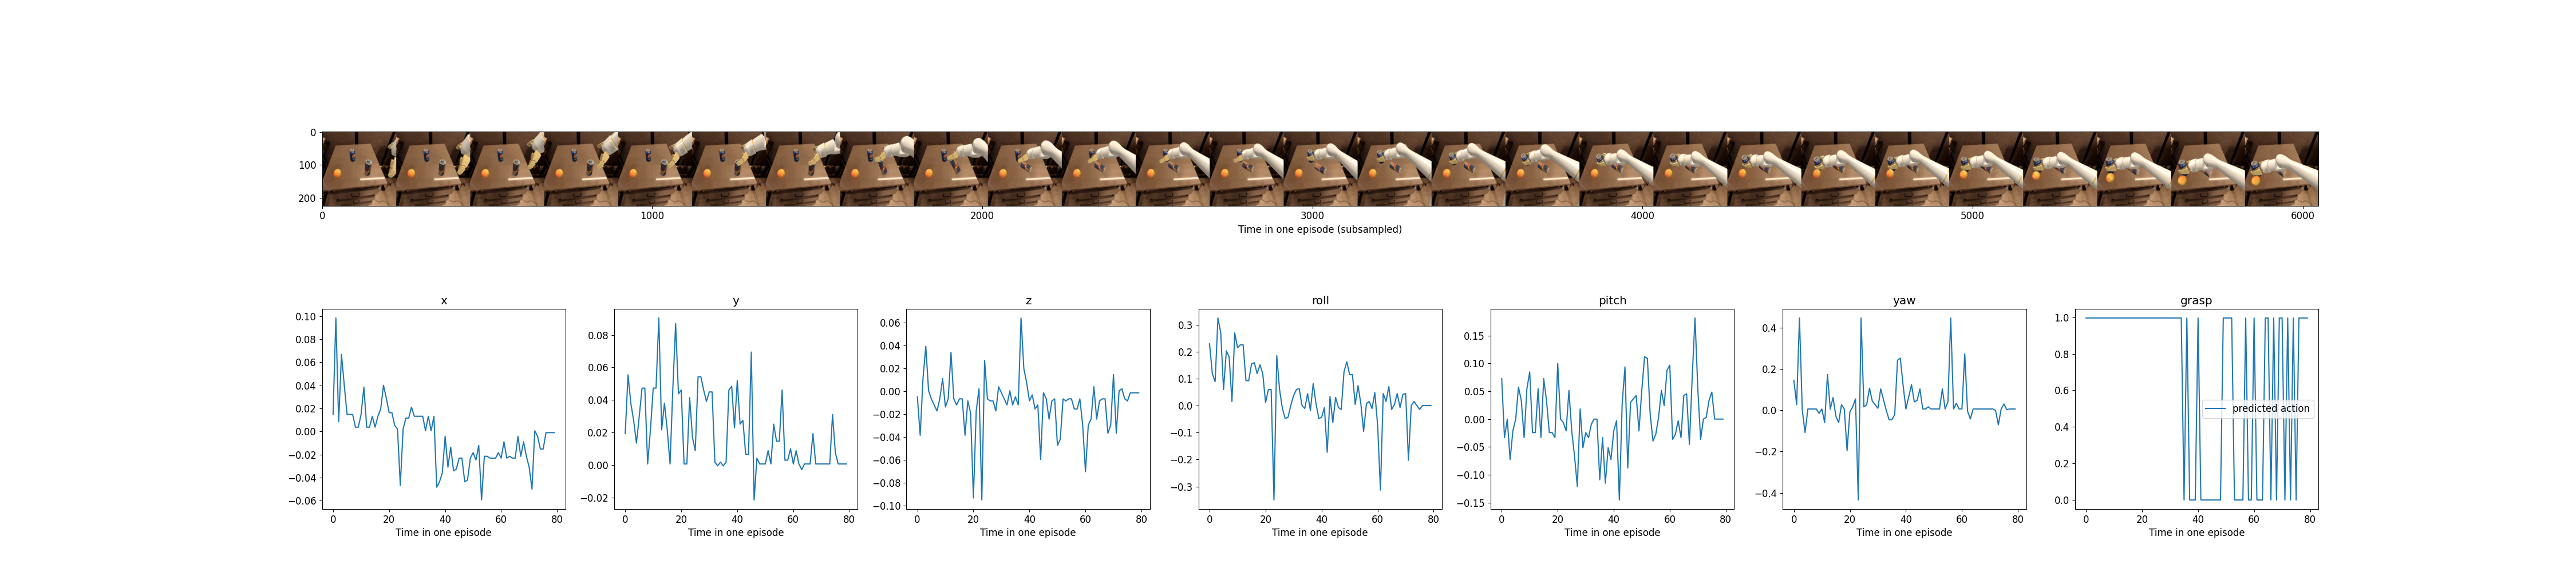 0
100
200
0 1000 2000 3000 4000 5000 6000
Time in one episode (subsampled)
x
0.10
0.08
0.06
0.04
0.02
0.00
−0.02
−0.04
−0.06
0 20 40 60 80
Time in one episode
y
0.08
0.06
0.04
0.02
0.00
−0.02
0 20 40 60 80
Time in one episode
z
0.06
0.04
0.02
0.00
−0.02
−0.04
−0.06
−0.08
−0.10
0 20 40 60 80
Time in one episode
roll
0.3
0.2
0.1
0.0
−0.1
−0.2
−0.3
0 20 40 60 80
Time in one episode
pitch
0.15
0.10
0.05
0.00
−0.05
−0.10
−0.15
0 20 40 60 80
Time in one episode
yaw
0.4
0.2
0.0
−0.2
−0.4
0 20 40 60 80
Time in one episode
grasp
1.0
0.8
0.6
0.4
0.2
0.0
predicted action
0 20 40 60 80
Time in one episode